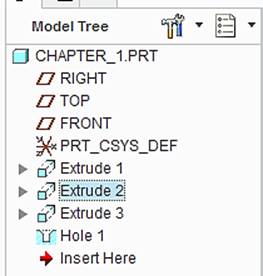 Model Tree
CHAPTER_1.PRT
RIGHT
TOP
FRONT
PRT_CSYS_DEF
Extrude 1
Extrude 2
Extrude 3
Hole 1
Insert Here